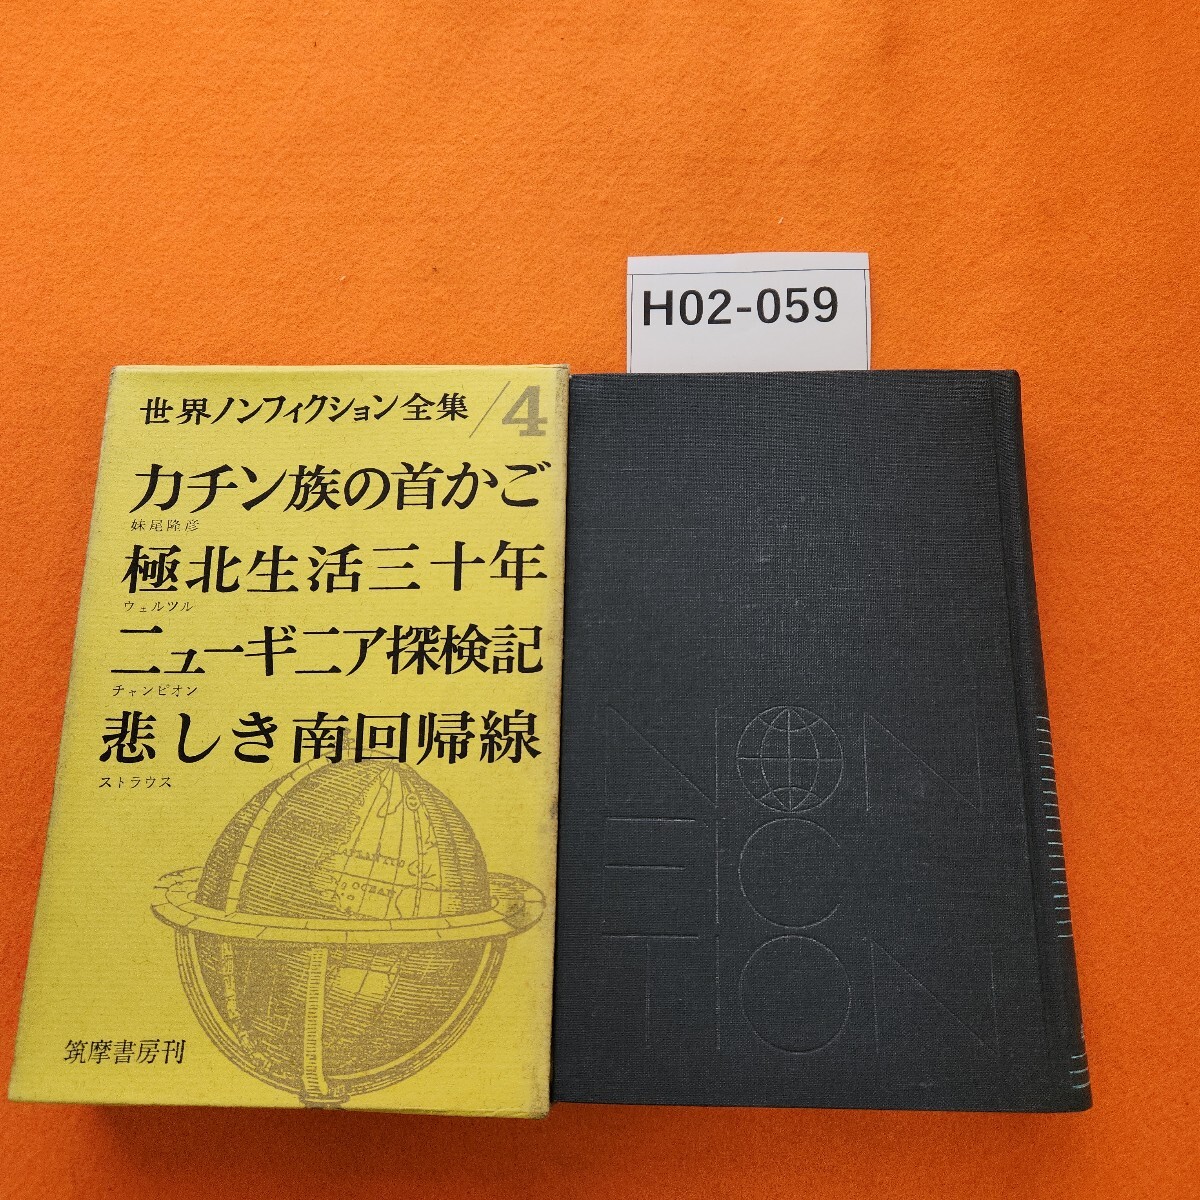 H02-059
世界ノンフィクション全集/4
カチン族の首かご
妹尾隆彦
極北生活三十年
ウェルツル
ニューギニア探検記
チャンピオン
悲しき南回帰線
ストラウス
ATLANTIC
OCEAN
筑摩書房刊
NON
FIC
TION